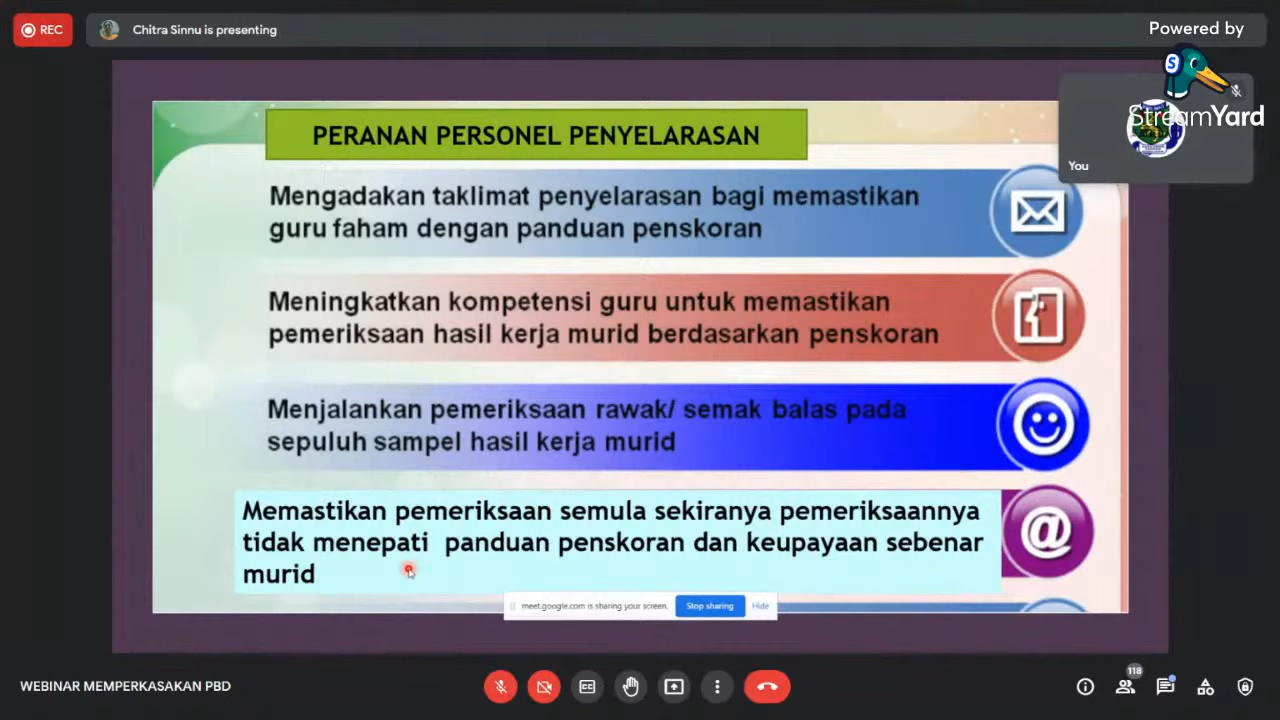 REC
Chitra Sinnu is presenting
Powered by
StreamYard
You
PERANAN PERSONEL PENYELARASAN
Mengadakan taklimat penyelarasan bagi memastikan
guru faham dengan panduan penskoran
Meningkatkan kompetensi guru untuk memastikan
pemeriksaan hasil kerja murid berdasarkan penskoran
Menjalankan pemeriksaan rawak/ semak balas pada
sepuluh sampel hasil kerja murid
Memastikan pemeriksaan semula sekiranya pemeriksaannya
tidak menepati panduan penskoran dan keupayaan sebenar
murid
@
meet.google.com is sharing your screen.
Stop sharing
Hide
WEBINAR MEMPERKASAKAN PBD
118